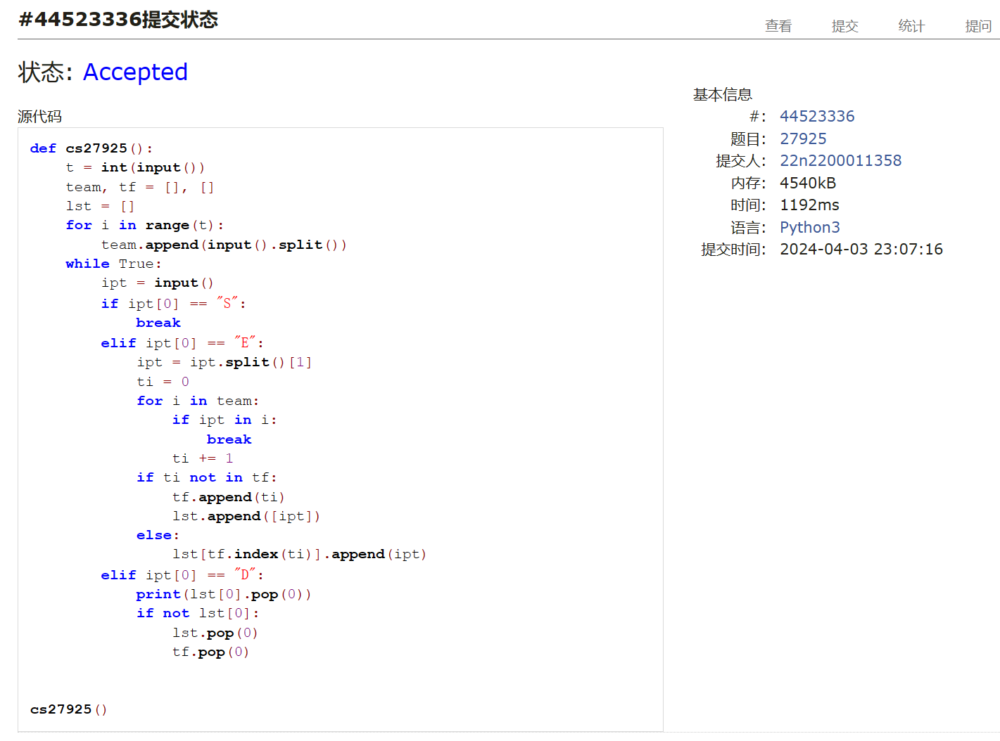 #44523336提交状态
查看 提交 统计 提问
状态: Accepted
源代码
def cs27925():
    t = int(input())
    team, tf = [], []
    lst = []
    for i in range(t):
        team.append(input().split())
    while True:
        ipt = input()
        if ipt[0] == "S":
            break
        elif ipt[0] == "E":
            ipt = ipt.split()[1]
            ti = 0
            for i in team:
                if ipt in i:
                    break
                ti += 1
            if ti not in tf:
                tf.append(ti)
                lst.append([ipt])
            else:
                lst[tf.index(ti)].append(ipt)
        elif ipt[0] == "D":
            print(lst[0].pop(0))
            if not lst[0]:
                lst.pop(0)
                tf.pop(0)
cs27925()
基本信息
#: 44523336
题目: 27925
提交人: 22n2200011358
内存: 4540kB
时间: 1192ms
语言: Python3
提交时间: 2024-04-03 23:07:16